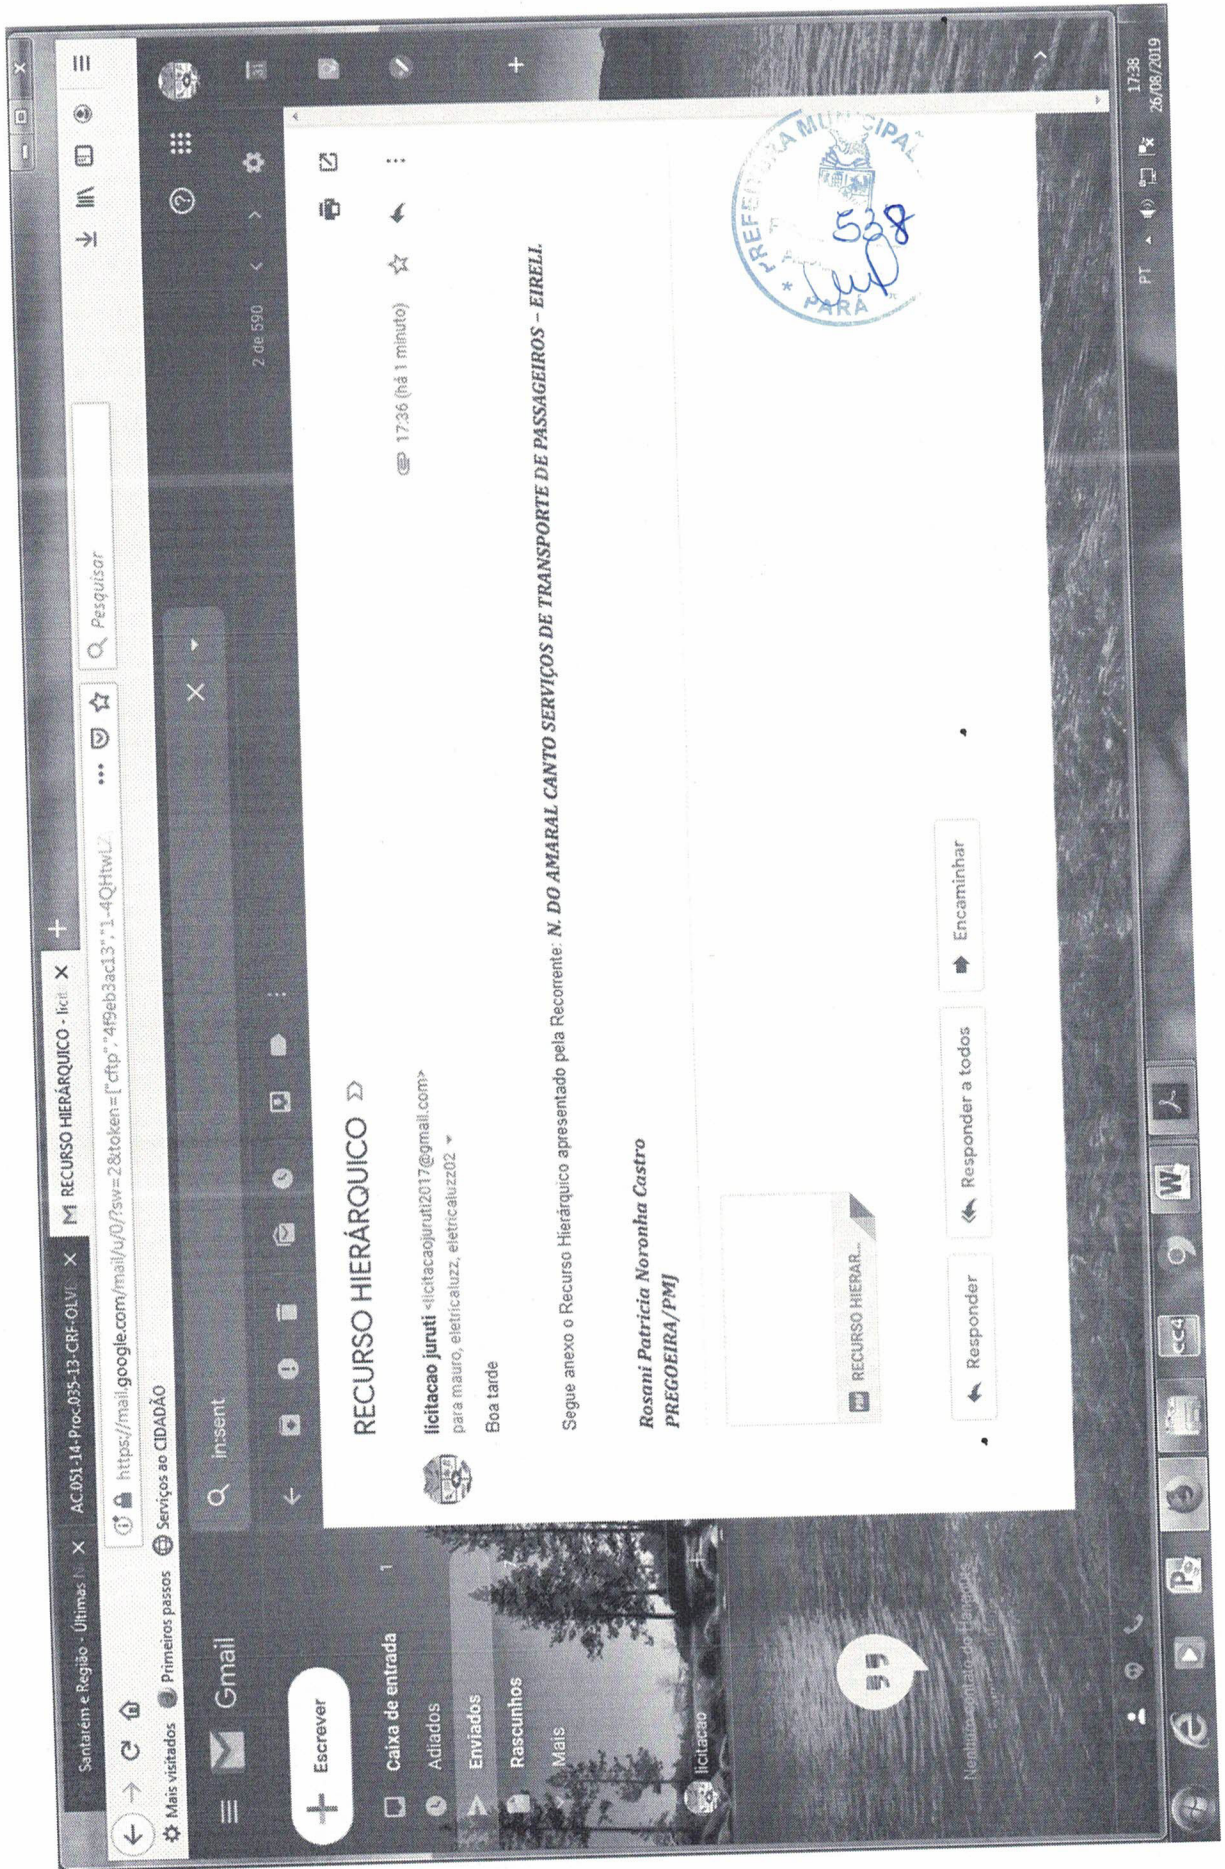 Santarém e Região - Últimas
AC.051-14-Proc.035-13-CRF-OLVI
RECURSO HIERÁRQUICO - licit
https://mail.google.com/mail/u/0/?sw=2&token=["cftp","4f9eb3ac13","1-4QHtwL
Pesquisar
Mais visitados
Primeiros passos
Serviços ao CIDADÃO
Gmail
in:sent
Escrever
2 de 590
31
caixa de entrada 1
Adiados
Enviados
Rascunhos
Mais
licitacao
RECURSO HIERÁRQUICO
licitacao juruti <licitacaojuruti2017@gmail.com>
17:36 (há 1 minuto)
para mauro, eletricaluzz, eletricaluzz02
Boa tarde
Segue anexo o Recurso Hierárquico apresentado pela Recorrente: N. DO AMARAL CANTO SERVIÇOS DE TRANSPORTE DE PASSAGEIROS – EIRELI.
Rosani Patricia Noronha Castro
PREGOEIRA/PMJ
PDF RECURSO HIERAR...
Responder
Responder a todos
Encaminhar
PREFEITURA MUNICIPAL
538
PARÁ
cc4
PT
17:38
26/08/2019